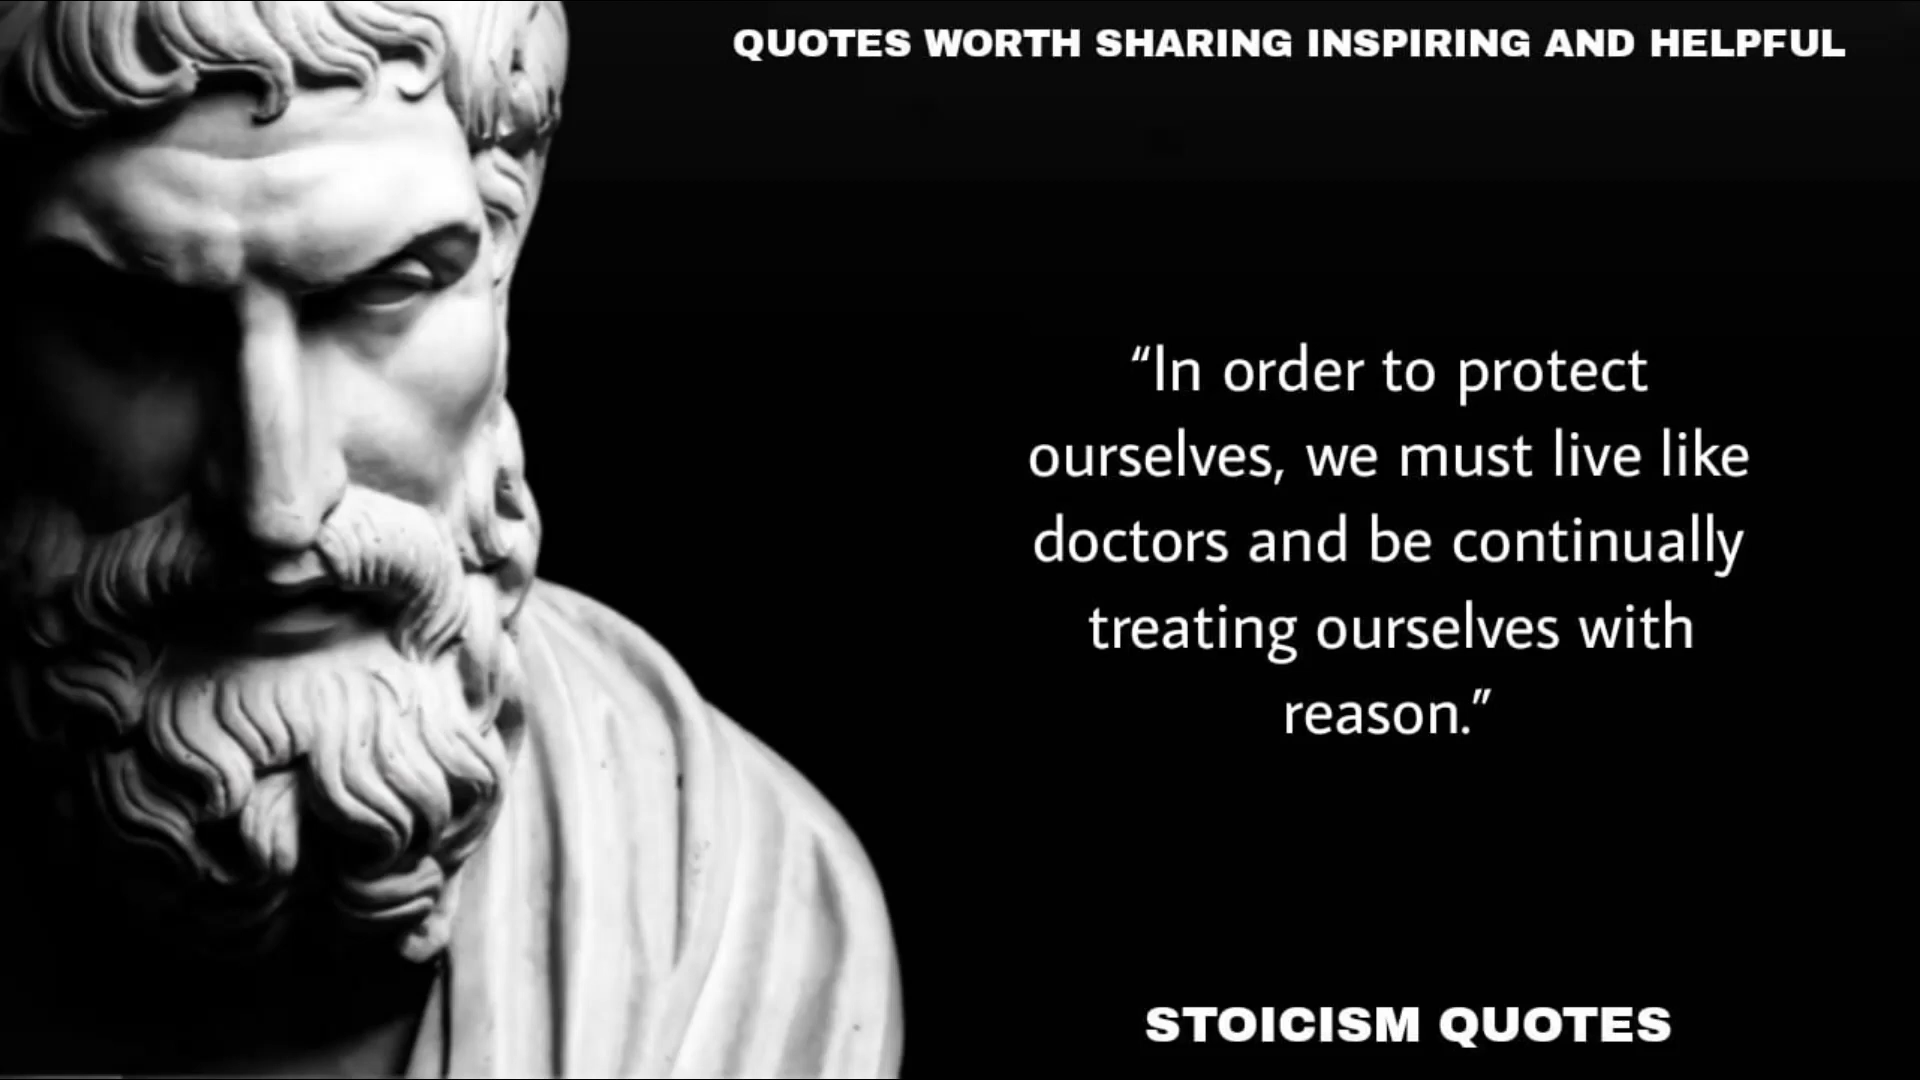 QUOTES WORTH SHARING INSPIRING AND HELPFUL
“In order to protect
ourselves, we must live like
doctors and be continually
treating ourselves with
reason.”
STOICISM QUOTES